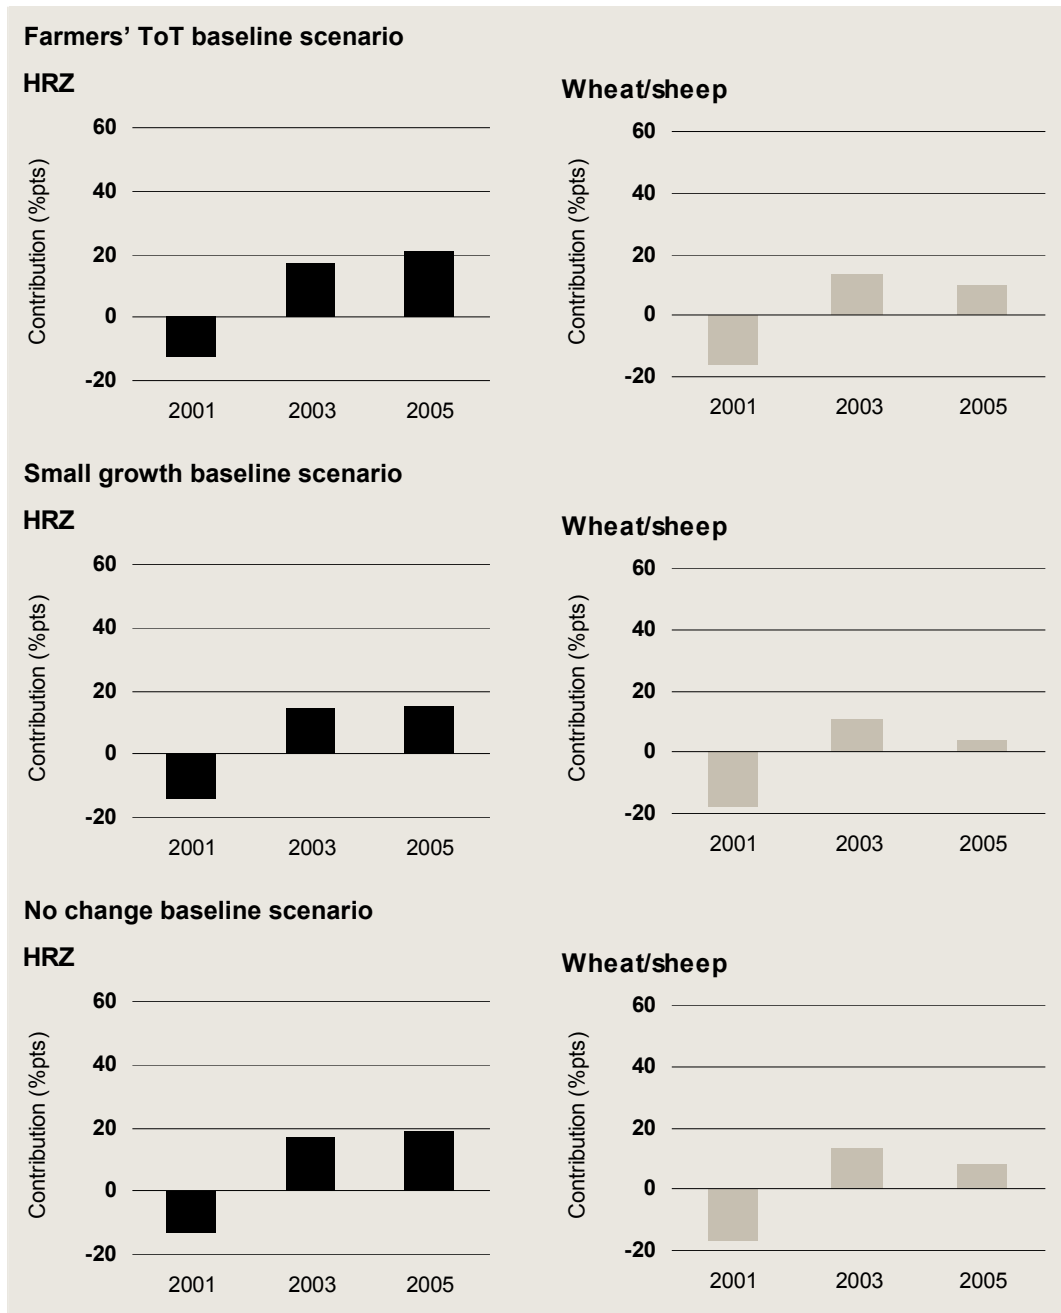 Farmers’ ToT baseline scenario
HRZ
Contribution (%pts)
60
40
20
0
-20
2001 2003 2005
Wheat/sheep
Contribution (%pts)
60
40
20
0
-20
2001 2003 2005
Small growth baseline scenario
HRZ
Contribution (%pts)
60
40
20
0
-20
2001 2003 2005
Wheat/sheep
Contribution (%pts)
60
40
20
0
-20
2001 2003 2005
No change baseline scenario
HRZ
Contribution (%pts)
60
40
20
0
-20
2001 2003 2005
Wheat/sheep
Contribution (%pts)
60
40
20
0
-20
2001 2003 2005